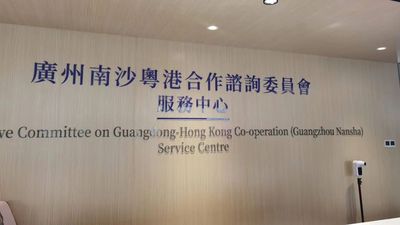 廣州南沙粵港合作諮詢委員會
服務中心
ve Committee on Guangdong-Hong Kong Co-operation (Guangzhou Nansha)
Service Centre